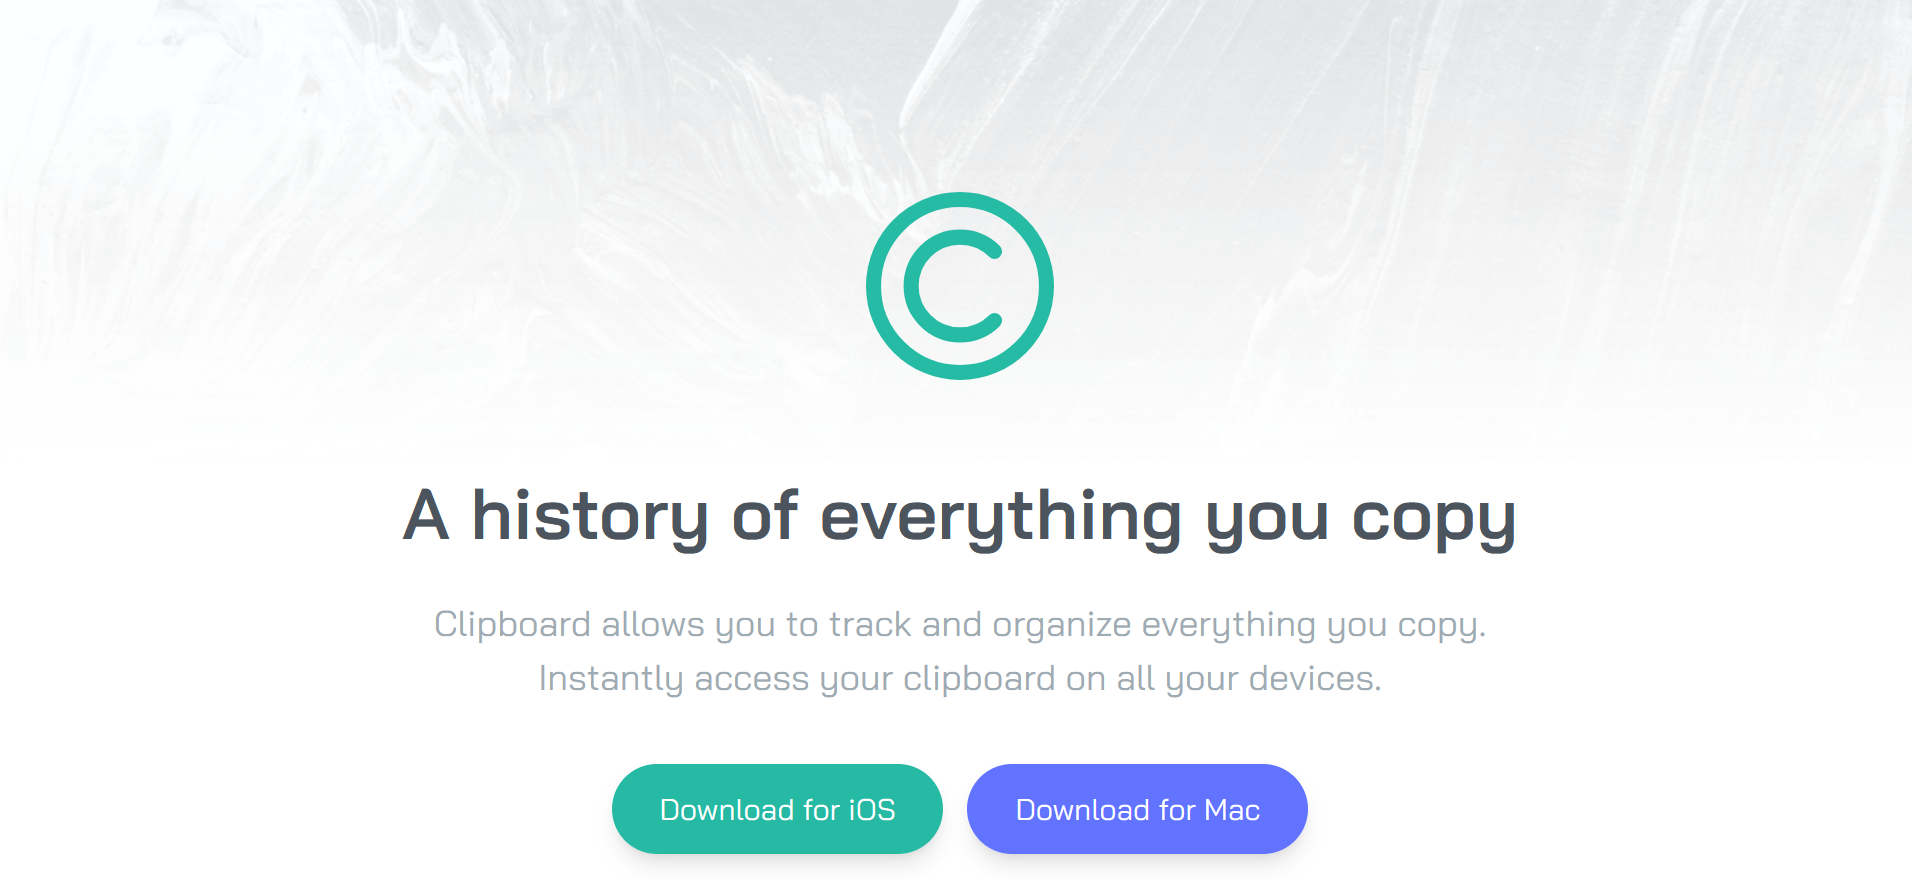 C
A history of everything you copy
Clipboard allows you to track and organize everything you copy.
Instantly access your clipboard on all your devices.
Download for iOS
Download for Mac